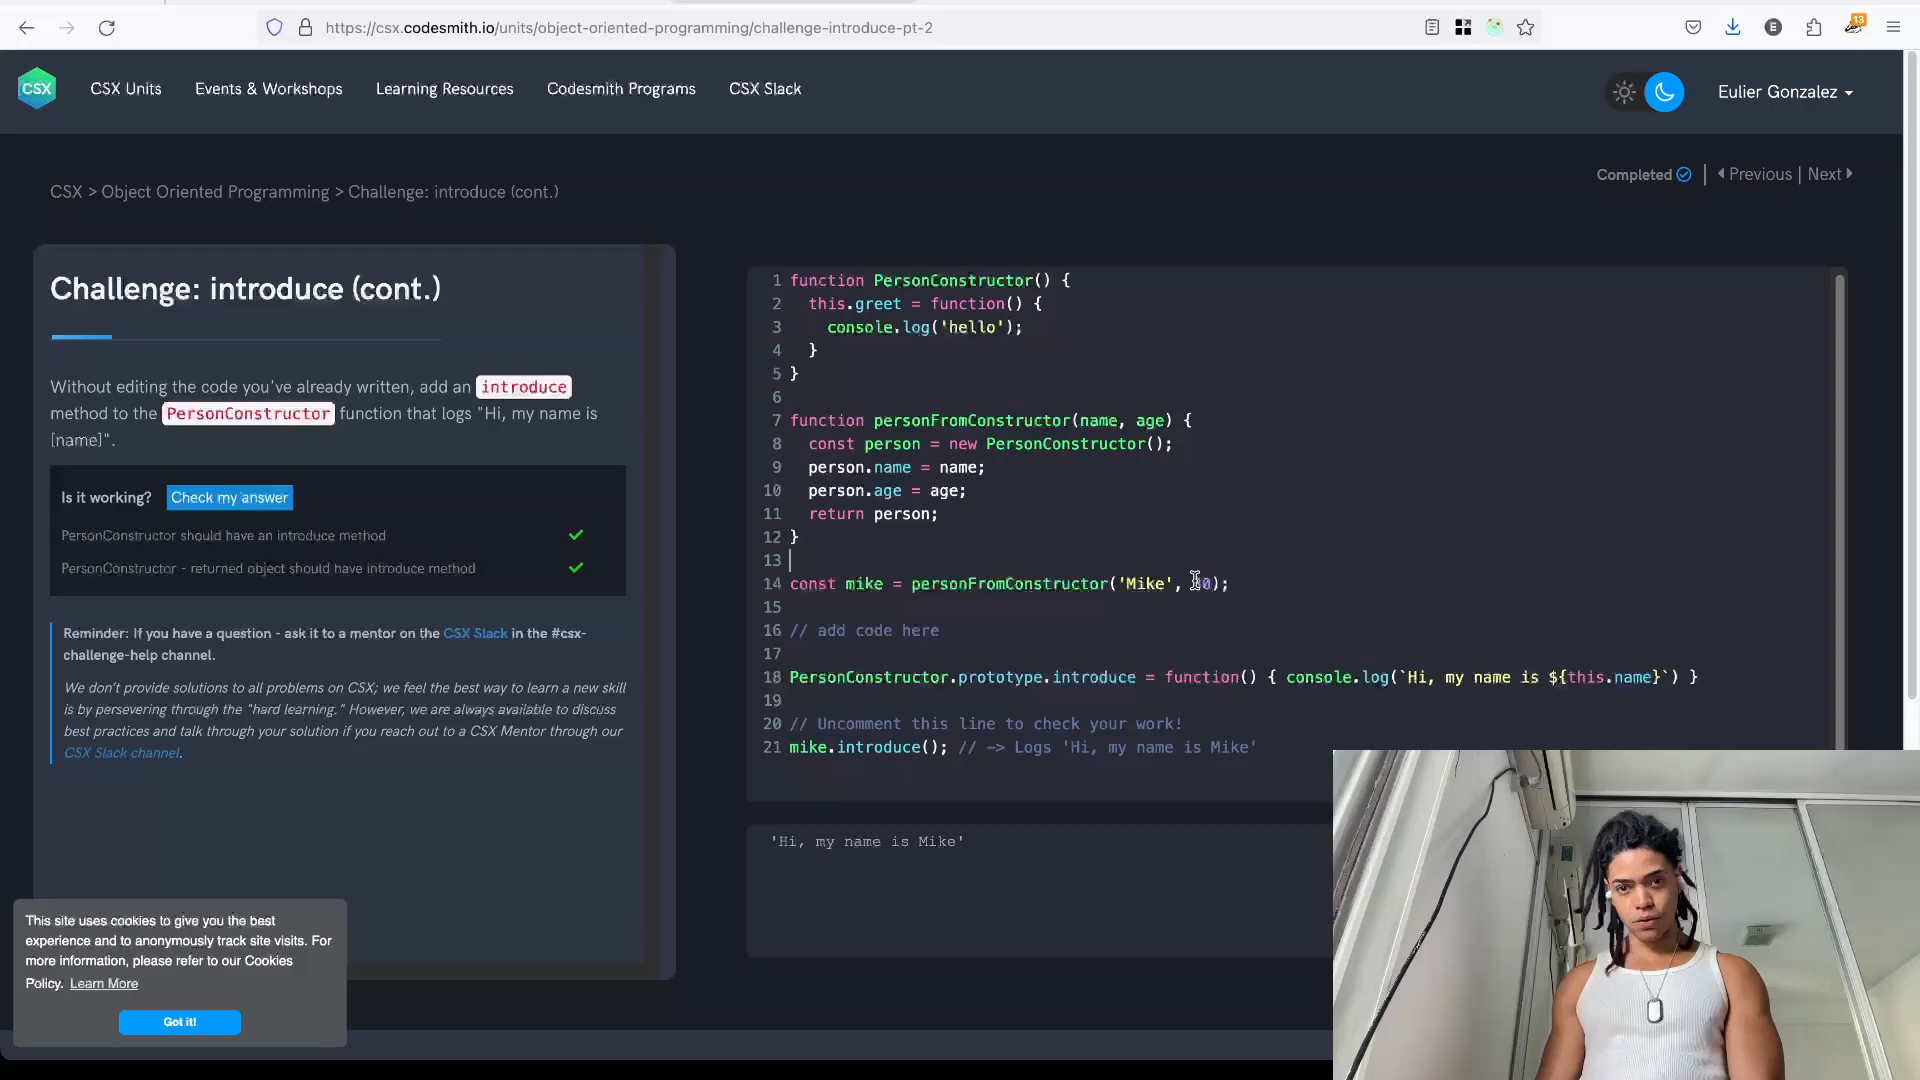 https://csx.codesmith.io/units/object-oriented-programming/challenge-introduce-pt-2
E
13
CSX
CSX Units
Events & Workshops
Learning Resources
Codesmith Programs
CSX Slack
Eulier Gonzalez
CSX > Object Oriented Programming > Challenge: introduce (cont.)
Completed | Previous | Next
Challenge: introduce (cont.)
Without editing the code you've already written, add an introduce
method to the PersonConstructor function that logs "Hi, my name is
[name]".
Is it working? Check my answer
PersonConstructor should have an introduce method
PersonConstructor - returned object should have introduce method
Reminder: If you have a question - ask it to a mentor on the CSX Slack in the #csx-
challenge-help channel.
We don't provide solutions to all problems on CSX; we feel the best way to learn a new skill
is by persevering through the "hard learning." However, we are always available to discuss
best practices and talk through your solution if you reach out to a CSX Mentor through our
CSX Slack channel.
1 function PersonConstructor() {
2 this.greet = function() {
3 console.log('hello');
4 }
5 }
6
7 function personFromConstructor(name, age) {
8 const person = new PersonConstructor();
9 person.name = name;
10 person.age = age;
11 return person;
12 }
13
14 const mike = personFromConstructor('Mike', 0);
15
16 // add code here
17
18 PersonConstructor.prototype.introduce = function() { console.log(`Hi, my name is ${this.name}`) }
19
20 // Uncomment this line to check your work!
21 mike.introduce(); // -> Logs 'Hi, my name is Mike'
'Hi, my name is Mike'
This site uses cookies to give you the best
experience and to anonymously track site visits. For
more information, please refer to our Cookies
Policy. Learn More
Got it!